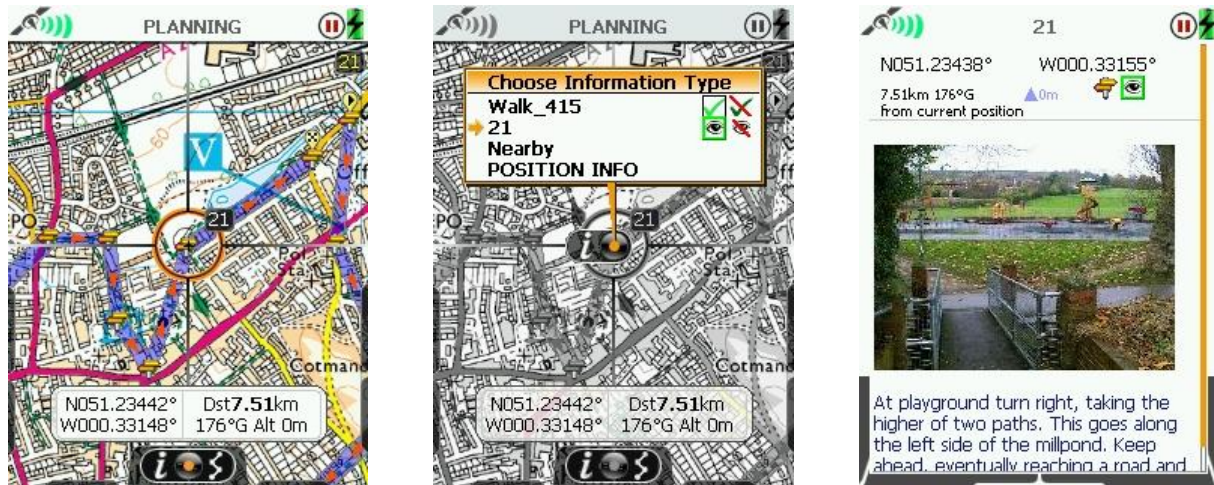 PLANNING
21
V
21
PO
Pol
Sta
Cotman
N051.23442° Dst7.51km
W000.33148° 176°G Alt 0m
i
PLANNING
Choose Information Type
Walk_415
21
Nearby
POSITION INFO
21
i
PO
Pol
Sta
Cotman
N051.23442° Dst7.51km
W000.33148° 176°G Alt 0m
i
21
N051.23438° W000.33155°
7.51km 176°G 0m
from current position
At playground turn right, taking the
higher of two paths. This goes along
the left side of the millpond. Keep
ahead, eventually reaching a road and